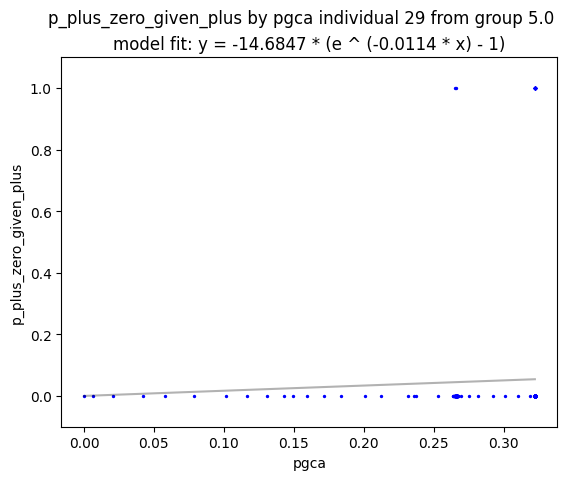 p_plus_zero_given_plus by pgca individual 29 from group 5.0
model fit: y = -14.6847 * (e ^ (-0.0114 * x) - 1)
1.0
0.8
0.6
0.4
0.2
0.0
p_plus_zero_given_plus
0.00 0.05 0.10 0.15 0.20 0.25 0.30
pgca